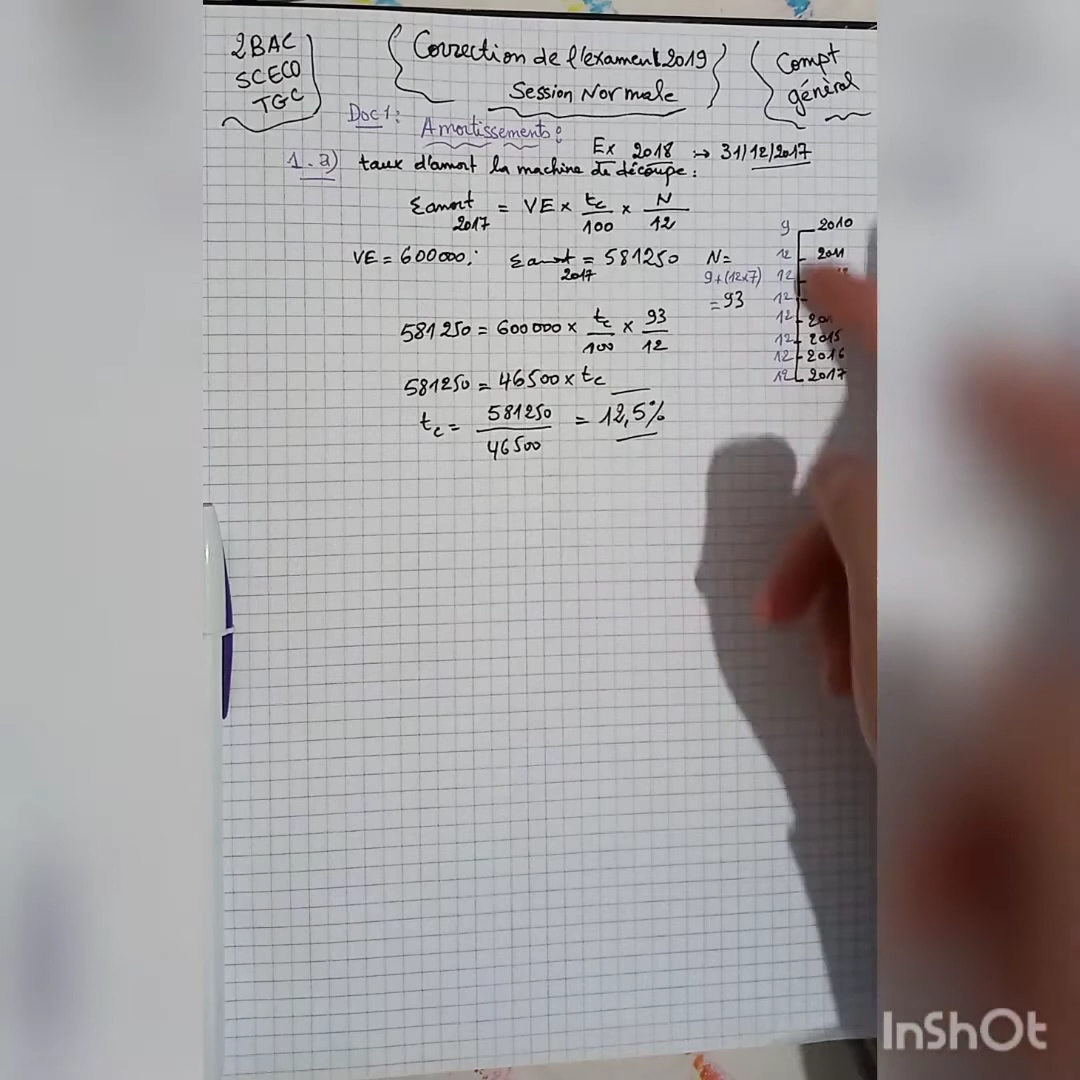 2BAC
SCECO
TGC
Correction de l'examen 2019
Session Normale
Compt
général
Doc1:
Amortissements:
Ex 2018 → 31/12/2017
1-a) taux d'amort la machine de découpe:
Σamort 2017 = VE × tc/100 × N/12
VE = 600000; Σamort 2017 = 581250 N=
9+(12×7)
= 93
581250 = 600000 × tc/100 × 93/12
581250 = 46500 × tc
tc = 581250/46500 = 12,5%
9 2010
12 2011
12
12
12
12 2015
12 2016
12 2017
InShOt